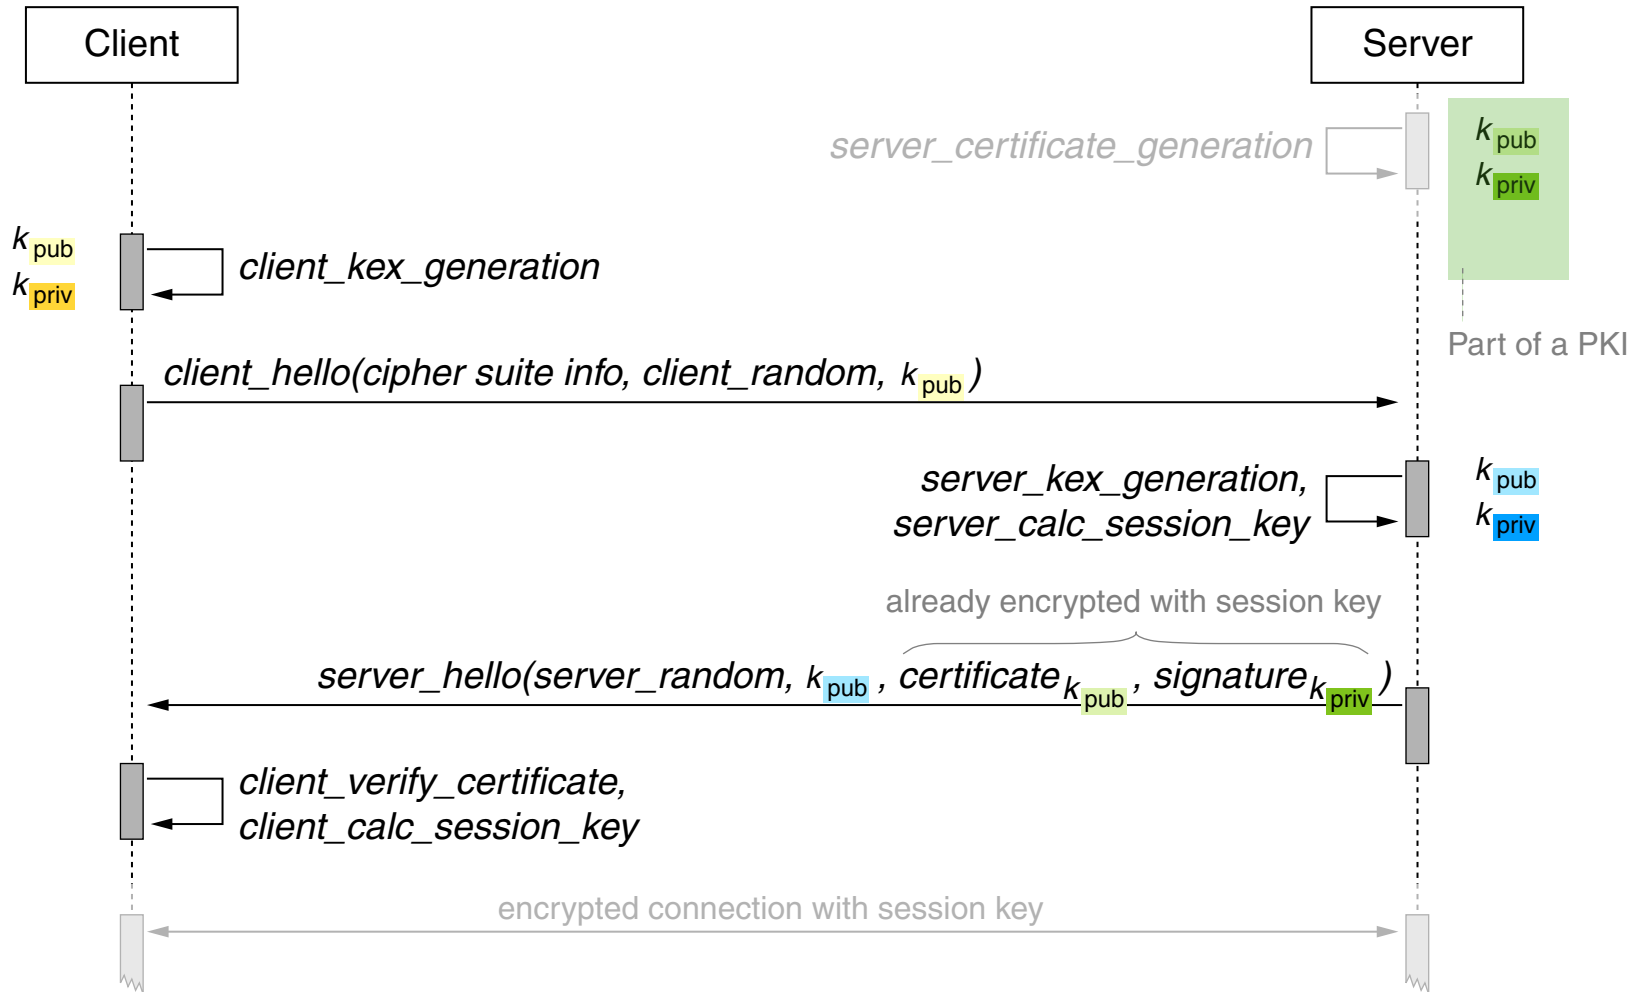 Client
Server
server_certificate_generation
k pub
k priv
k pub
k priv
client_kex_generation
Part of a PKI
client_hello(cipher suite info, client_random, k pub )
server_kex_generation,
server_calc_session_key
k pub
k priv
already encrypted with session key
server_hello(server_random, k pub , certificate k pub , signature k priv )
client_verify_certificate,
client_calc_session_key
encrypted connection with session key